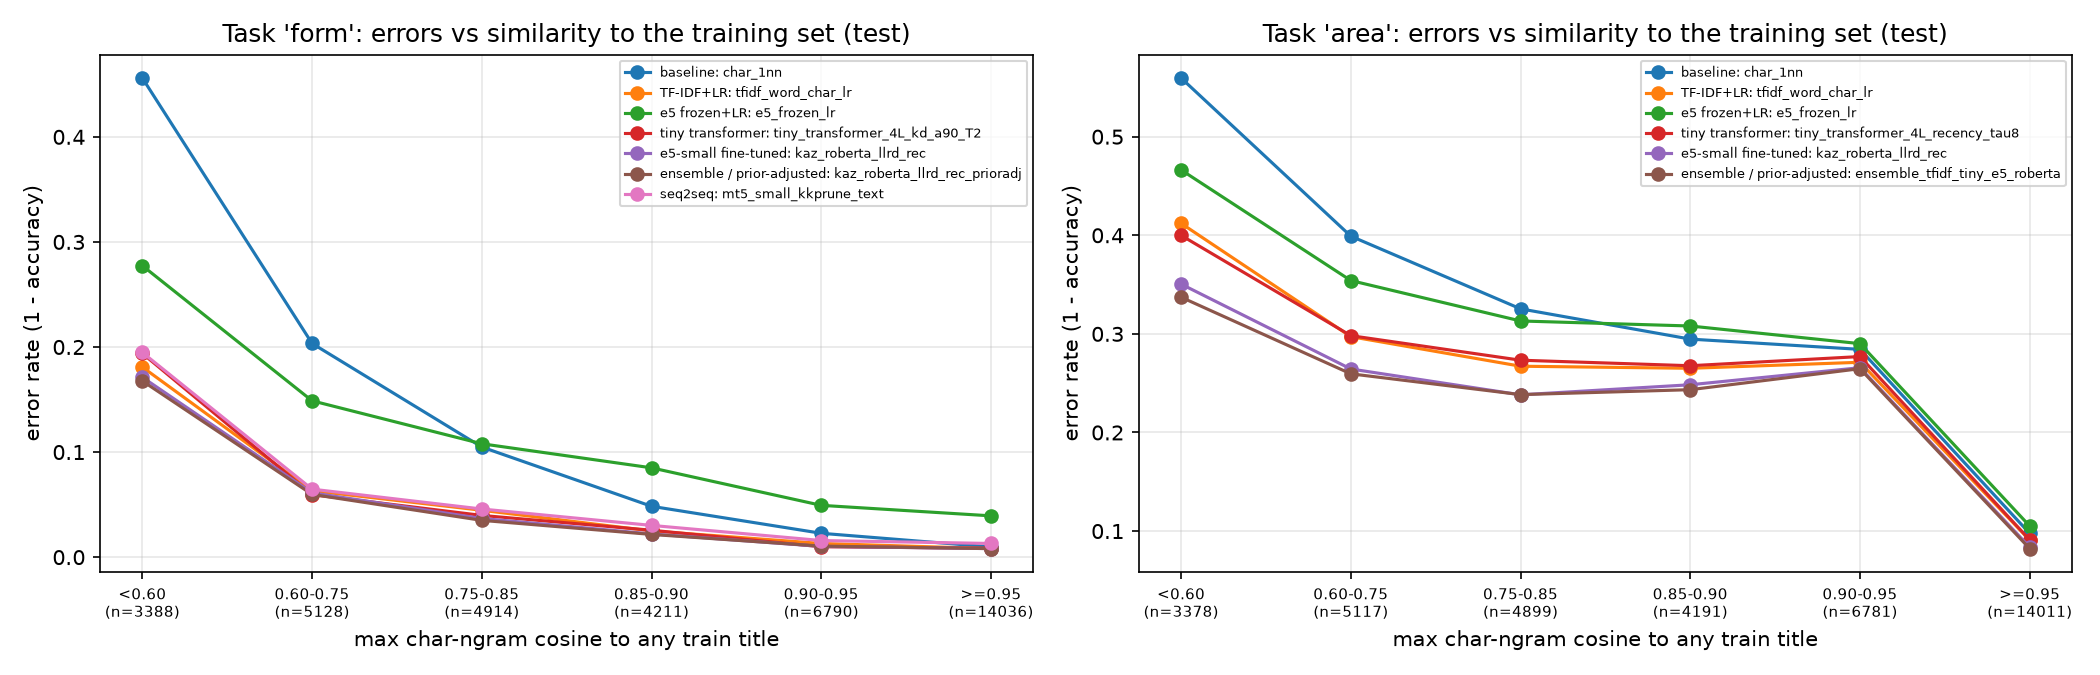 Task 'form': errors vs similarity to the training set (test)
error rate (1 - accuracy)
0.4
0.3
0.2
0.1
0.0
baseline: char_1nn
TF-IDF+LR: tfidf_word_char_lr
e5 frozen+LR: e5_frozen_lr
tiny transformer: tiny_transformer_4L_kd_a90_T2
e5-small fine-tuned: kaz_roberta_llrd_rec
ensemble / prior-adjusted: kaz_roberta_llrd_rec_prioradj
seq2seq: mt5_small_kkprune_text
<0.60 0.60-0.75 0.75-0.85 0.85-0.90 0.90-0.95 >=0.95
(n=3388) (n=5128) (n=4914) (n=4211) (n=6790) (n=14036)
max char-ngram cosine to any train title
Task 'area': errors vs similarity to the training set (test)
error rate (1 - accuracy)
0.5
0.4
0.3
0.2
0.1
baseline: char_1nn
TF-IDF+LR: tfidf_word_char_lr
e5 frozen+LR: e5_frozen_lr
tiny transformer: tiny_transformer_4L_recency_tau8
e5-small fine-tuned: kaz_roberta_llrd_rec
ensemble / prior-adjusted: ensemble_tfidf_tiny_e5_roberta
<0.60 0.60-0.75 0.75-0.85 0.85-0.90 0.90-0.95 >=0.95
(n=3378) (n=5117) (n=4899) (n=4191) (n=6781) (n=14011)
max char-ngram cosine to any train title